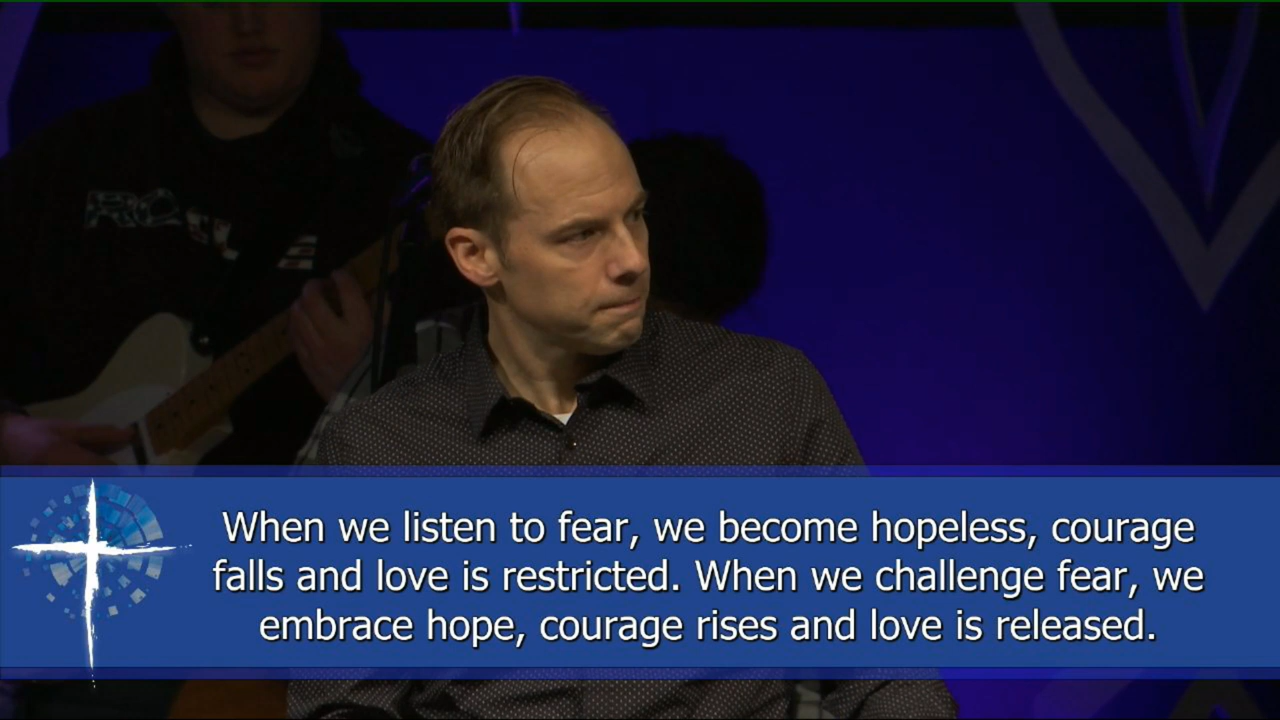 When we listen to fear, we become hopeless, courage
falls and love is restricted. When we challenge fear, we
embrace hope, courage rises and love is released.